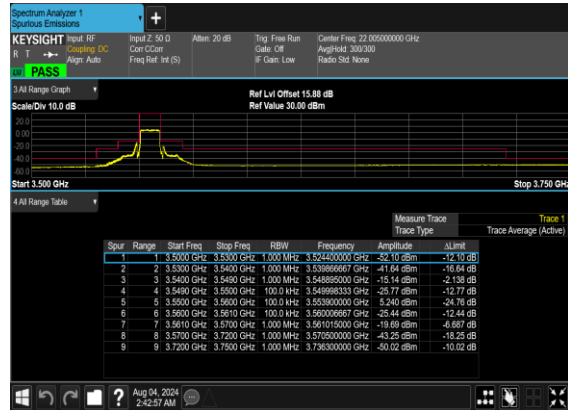 Spectrum Analyzer 1
Spurious Emissions
+
KEYSIGHT Input: RF Input Z: 50 Ω Atten: 20 dB Trig: Free Run Center Freq: 22.005000000 GHz
R T Coupling: DC Corr CCorr Gate: Off Avg|Hold: 300/300
Align: Auto Freq Ref: Int (S) IF Gain: Low Radio Std: None
PASS
3 All Range Graph
Ref Lvl Offset 15.88 dB
Scale/Div 10.0 dB Ref Value 30.00 dBm
20.0
0.00
-20.0
-40.0
-60.0
Start 3.500 GHz Stop 3.750 GHz
4 All Range Table
Measure Trace Trace 1
Trace Type Trace Average (Active)
Spur Range Start Freq Stop Freq RBW Frequency Amplitude ΔLimit
1 1 3.5000 GHz 3.5300 GHz 1.000 MHz 3.524400000 GHz -52.10 dBm -12.10 dB
2 2 3.5300 GHz 3.5400 GHz 1.000 MHz 3.539866667 GHz -41.64 dBm -16.64 dB
3 3 3.5400 GHz 3.5490 GHz 1.000 MHz 3.548895000 GHz -15.14 dBm -2.138 dB
4 4 3.5490 GHz 3.5500 GHz 100.0 kHz 3.549998333 GHz -25.77 dBm -12.77 dB
5 5 3.5500 GHz 3.5600 GHz 100.0 kHz 3.553900000 GHz 5.240 dBm -24.76 dB
6 6 3.5600 GHz 3.5610 GHz 100.0 kHz 3.560006667 GHz -25.44 dBm -12.44 dB
7 7 3.5610 GHz 3.5700 GHz 1.000 MHz 3.561015000 GHz -19.69 dBm -6.687 dB
8 8 3.5700 GHz 3.7200 GHz 1.000 MHz 3.570500000 GHz -43.25 dBm -18.25 dB
9 9 3.7200 GHz 3.7500 GHz 1.000 MHz 3.736300000 GHz -50.02 dBm -10.02 dB
? Aug 04, 2024
2:42:57 AM